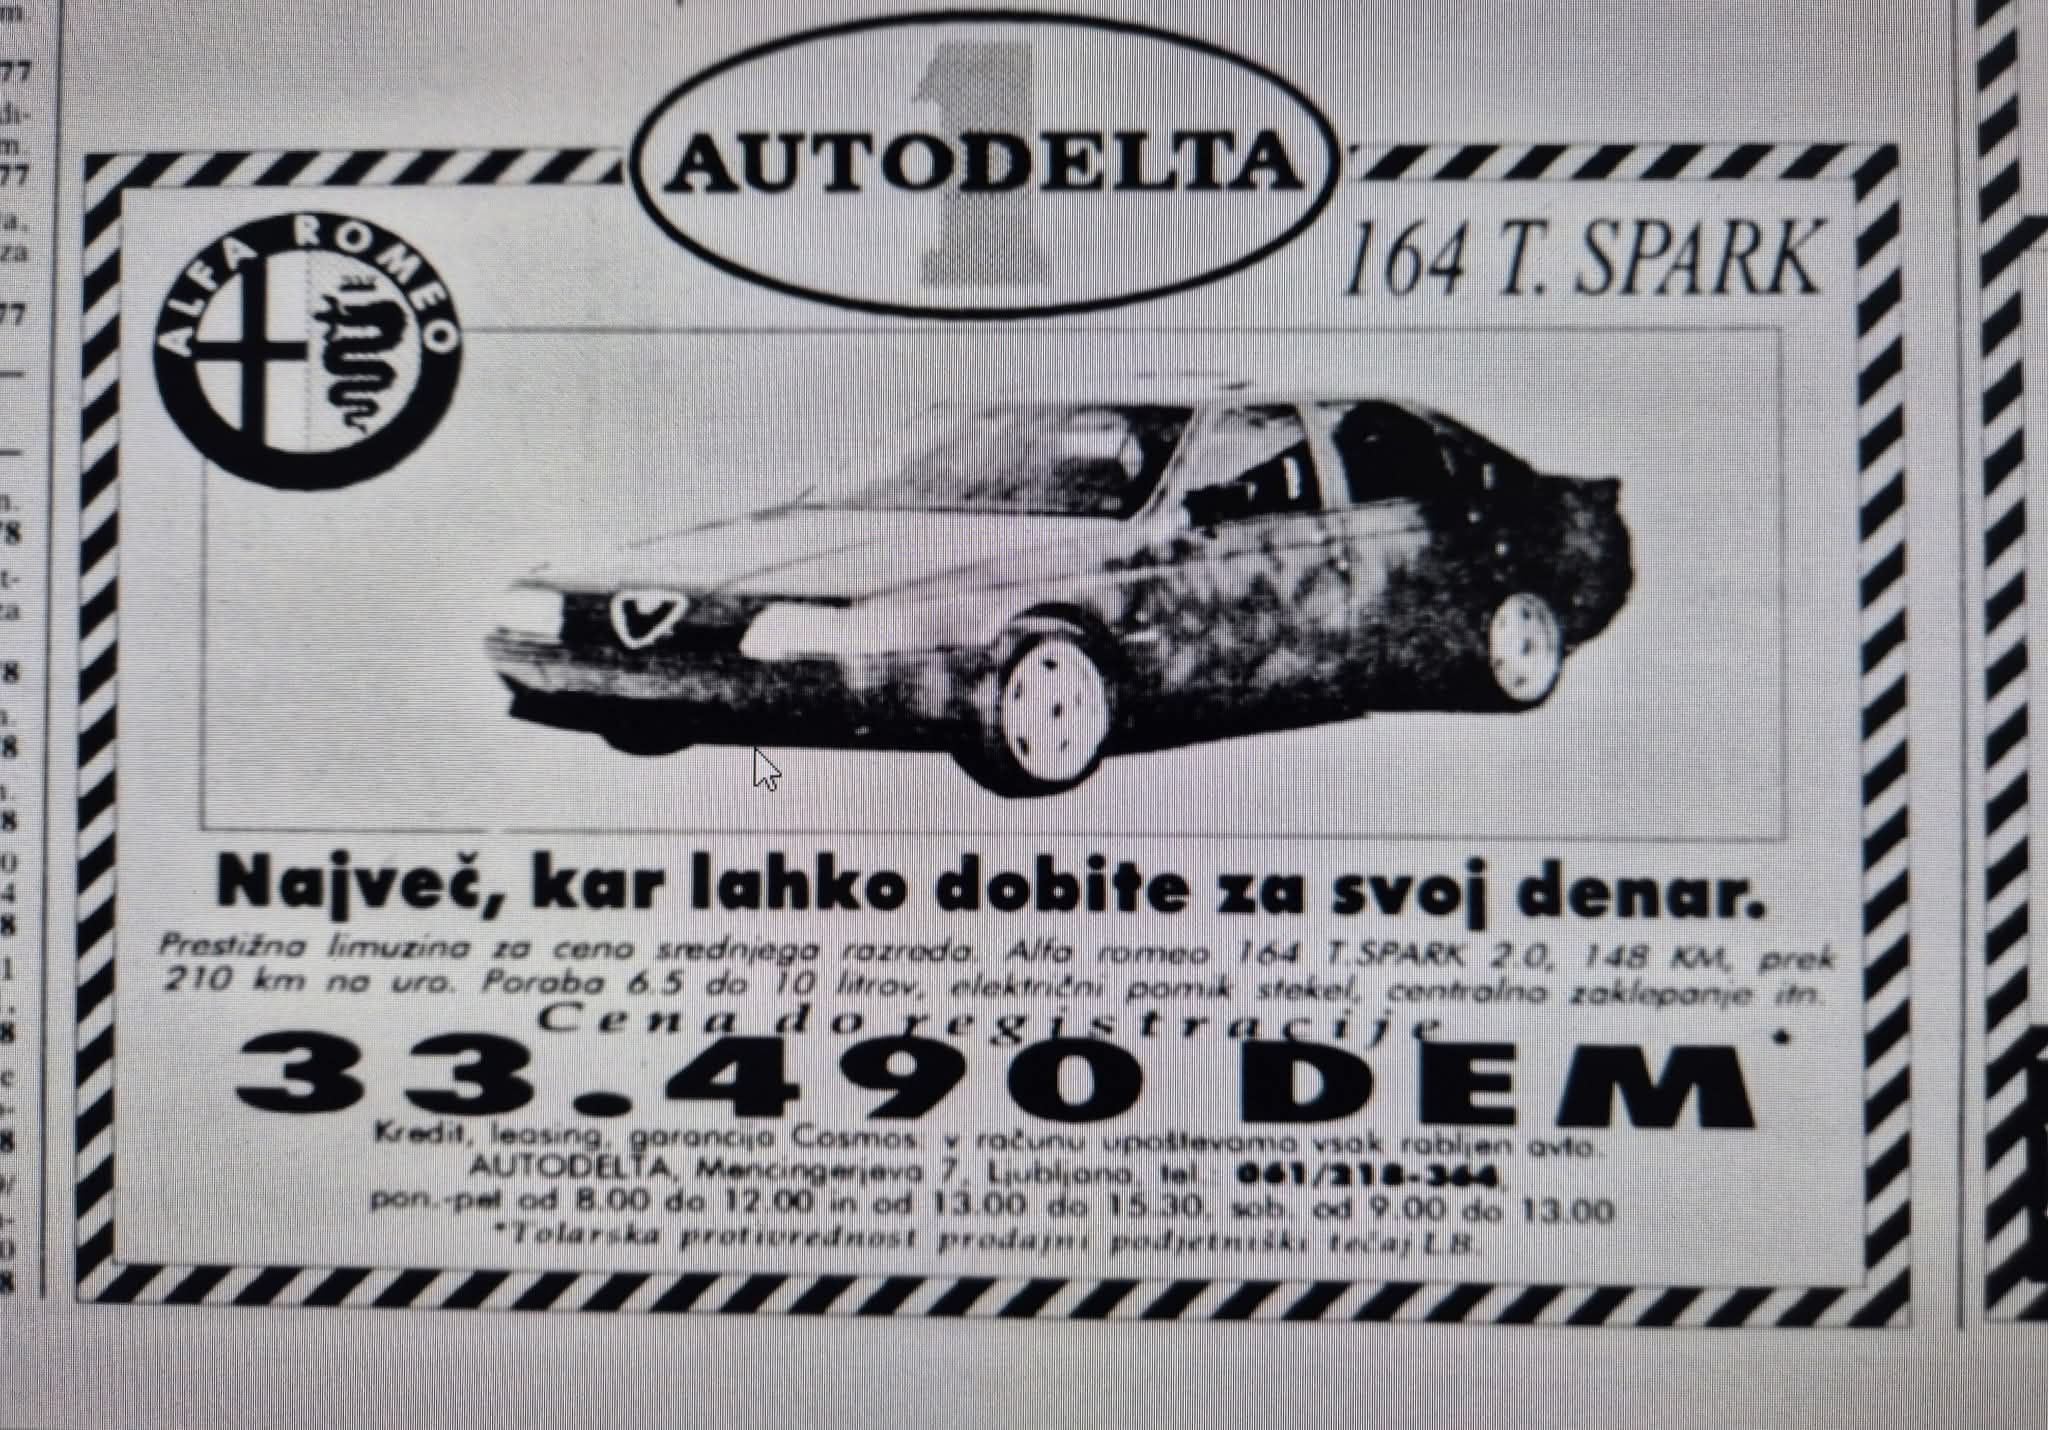 1
AUTODELTA
ALFA ROMEO
164 T. SPARK
Največ, kar lahko dobite za svoj denar.
Prestižna limuzina za ceno srednjega razreda. Alfa romeo 164 T.SPARK 2.0, 148 KM, prek
210 km na uro. Poraba 6.5 do 10 litrov, električni pomik stekel, centralno zaklepanje itn.
Cena do registracije
33.490 DEM*
Kredit, leasing, garancija Cosmos; v računu upoštevamo vsak rabljen avto.
AUTODELTA, Mencingerjeva 7, Ljubljana, tel.: 061/218-364,
pon.-pet od 8.00 do 12.00 in od 13.00 do 15.30, sob. od 9.00 do 13.00
*Tolarska protivrednost prodajni podjetniški tečaj LB.